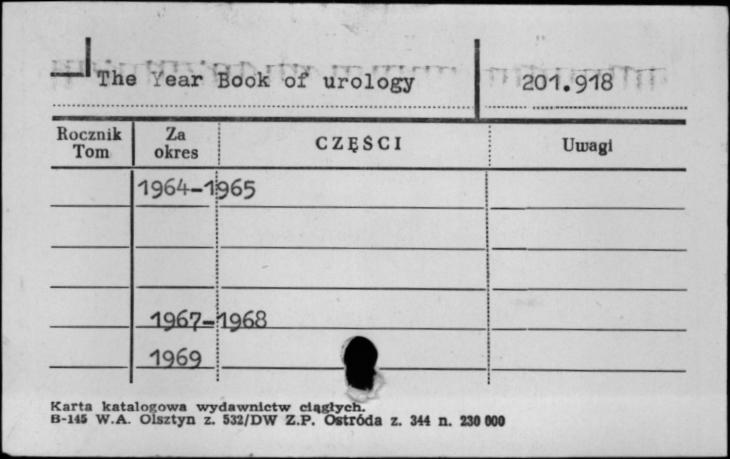 The Year Book of urology 201.918
Rocznik Tom Za okres CZĘŚCI Uwagi
1964-1965
1967-1968
1969
Karta katalogowa wydawnictw ciągłych.
B-145 W.A. Olsztyn z. 532/DW Z.P. Ostróda z. 344 n. 230 000